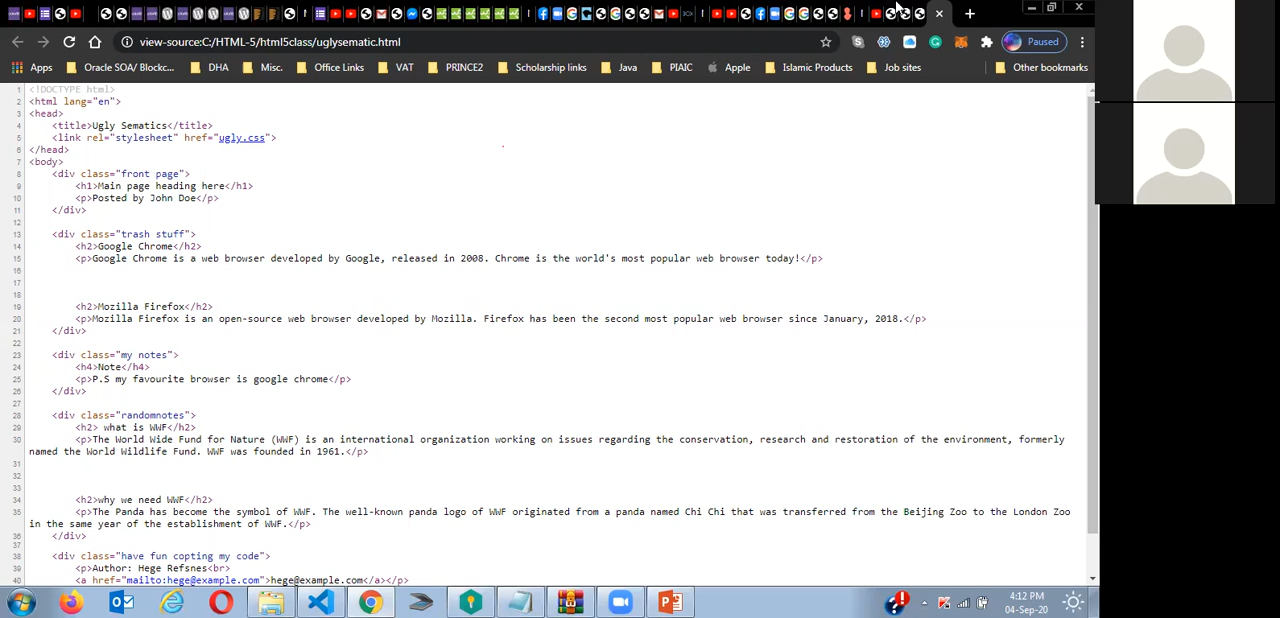 view-source:C:/HTML-5/html5class/uglysematic.html
Paused
Apps
Oracle SOA/ Blockc...
DHA
Misc.
Office Links
VAT
PRINCE2
Scholarship links
Java
PIAIC
Apple
Islamic Products
Job sites
Other bookmarks
1 <!DOCTYPE html>
2 <html lang="en">
3 <head>
4 <title>Ugly Sematics</title>
5 <link rel="stylesheet" href="ugly.css">
6 </head>
7 <body>
8 <div class="front page">
9 <h1>Main page heading here</h1>
10 <p>Posted by John Doe</p>
11 </div>
12
13 <div class="trash stuff">
14 <h2>Google Chrome</h2>
15 <p>Google Chrome is a web browser developed by Google, released in 2008. Chrome is the world's most popular web browser today!</p>
16
17
18
19 <h2>Mozilla Firefox</h2>
20 <p>Mozilla Firefox is an open-source web browser developed by Mozilla. Firefox has been the second most popular web browser since January, 2018.</p>
21 </div>
22
23 <div class="my notes">
24 <h4>Note</h4>
25 <p>P.S my favourite browser is google chrome</p>
26 </div>
27
28 <div class="randomnotes">
29 <h2> what is WWF</h2>
30 <p>The World Wide Fund for Nature (WWF) is an international organization working on issues regarding the conservation, research and restoration of the environment, formerly
named the World Wildlife Fund. WWF was founded in 1961.</p>
31
32
33
34 <h2>why we need WWF</h2>
35 <p>The Panda has become the symbol of WWF. The well-known panda logo of WWF originated from a panda named Chi Chi that was transferred from the Beijing Zoo to the London Zoo
in the same year of the establishment of WWF.</p>
36 </div>
37
38 <div class="have fun copting my code">
39 <p>Author: Hege Refsnes<br>
40 <a href="mailto:hege@example.com">hege@example.com</a></p>
4:12 PM
04-Sep-20